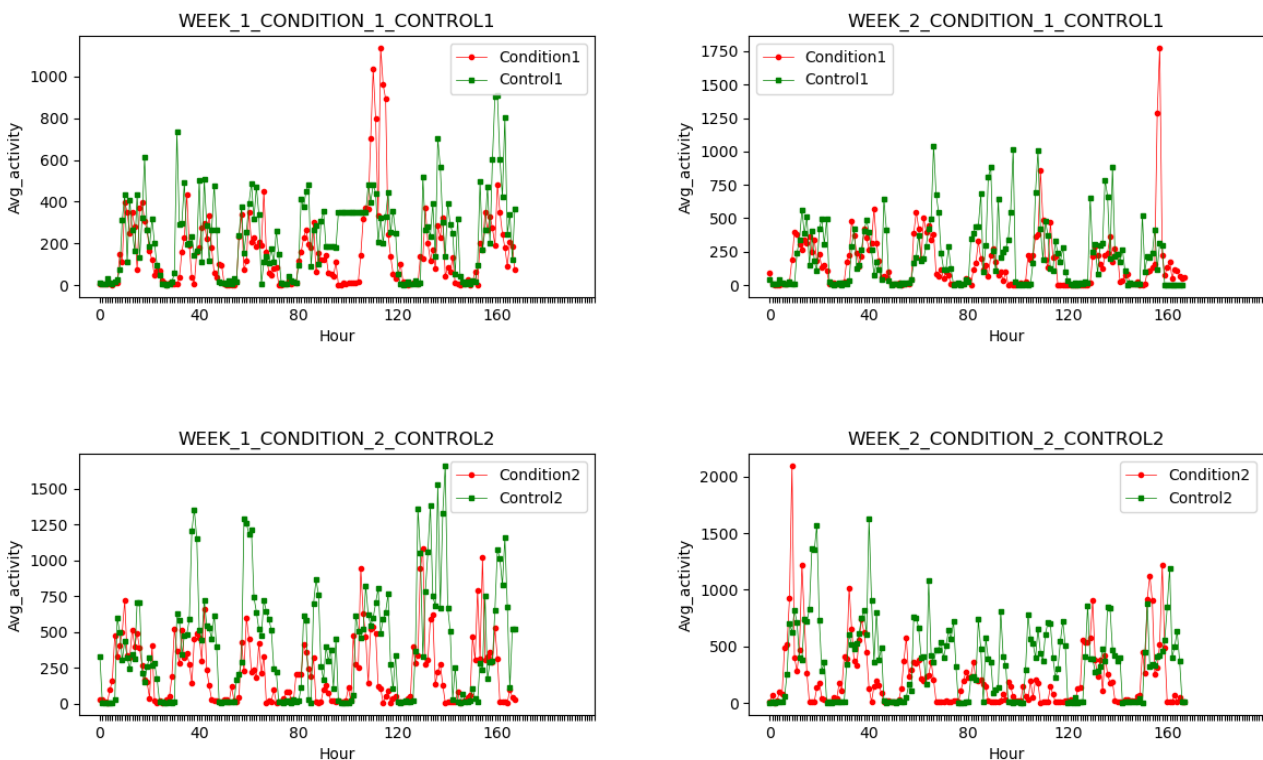 WEEK_1_CONDITION_1_CONTROL1
1000
800
600
400
200
0
Avg_activity
Condition1
Control1
0 40 80 120 160
Hour
WEEK_2_CONDITION_1_CONTROL1
1750
1500
1250
1000
750
500
250
0
Avg_activity
Condition1
Control1
0 40 80 120 160
Hour
WEEK_1_CONDITION_2_CONTROL2
1500
1250
1000
750
500
250
0
Avg_activity
Condition2
Control2
0 40 80 120 160
Hour
WEEK_2_CONDITION_2_CONTROL2
2000
1500
1000
500
0
Avg_activity
Condition2
Control2
0 40 80 120 160
Hour